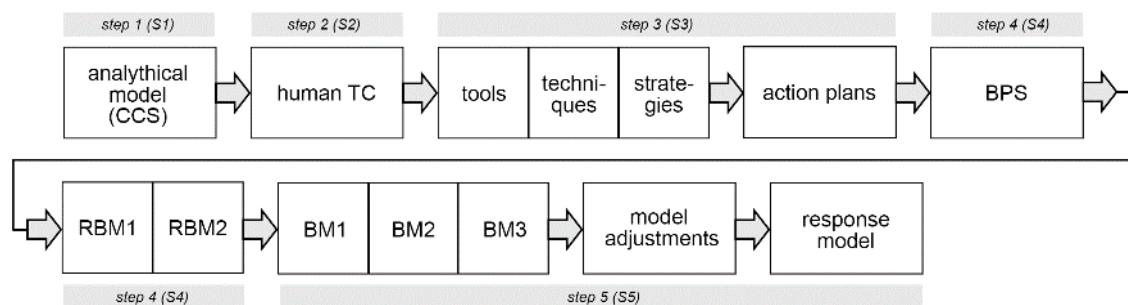 step 1 (S1)
step 2 (S2)
step 3 (S3)
step 4 (S4)
analythical
model
(CCS)
human TC
tools
techni-
ques
strate-
gies
action plans
BPS
RBM1
RBM2
BM1
BM2
BM3
model
adjustments
response
model
step 4 (S4)
step 5 (S5)